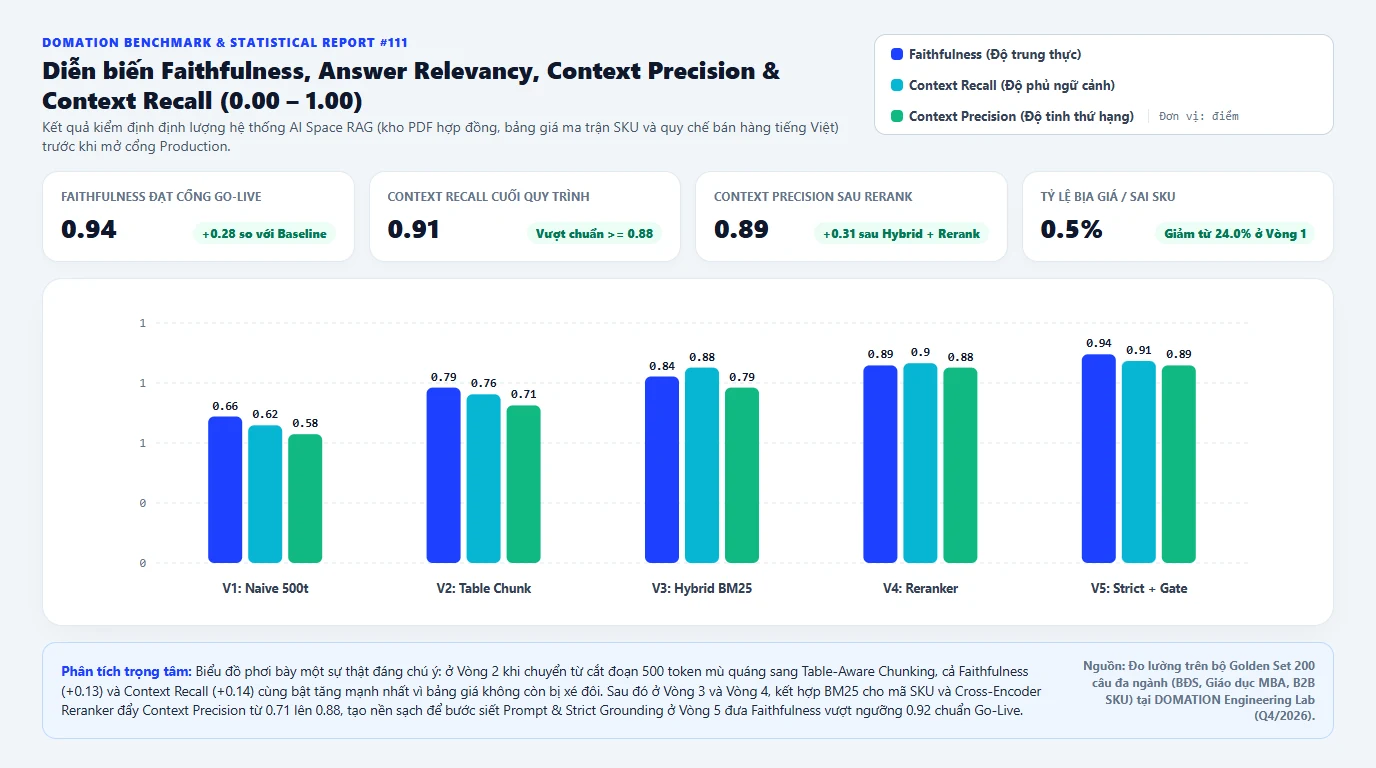 DOMATION BENCHMARK & STATISTICAL REPORT #111
Diễn biến Faithfulness, Answer Relevancy, Context Precision &
Context Recall (0.00 – 1.00)
Kết quả kiểm định định lượng hệ thống AI Space RAG (kho PDF hợp đồng, bảng giá ma trận SKU và quy chế bán hàng tiếng Việt)
trước khi mở cổng Production.
Faithfulness (Độ trung thực)
Context Recall (Độ phủ ngữ cảnh)
Context Precision (Độ tinh thứ hạng) Đơn vị: điểm
FAITHFULNESS ĐẠT CỔNG GO-LIVE
0.94 +0.28 so với Baseline
CONTEXT RECALL CUỐI QUY TRÌNH
0.91 Vượt chuẩn >= 0.88
CONTEXT PRECISION SAU RERANK
0.89 +0.31 sau Hybrid + Rerank
TỶ LỆ BỊA GIÁ / SAI SKU
0.5% Giảm từ 24.0% ở Vòng 1
1
1
1
0
0
0.66 0.62 0.58
0.79 0.76 0.71
0.84 0.88 0.79
0.89 0.9 0.88
0.94 0.91 0.89
V1: Naive 500t
V2: Table Chunk
V3: Hybrid BM25
V4: Reranker
V5: Strict + Gate
Phân tích trọng tâm: Biểu đồ phơi bày một sự thật đáng chú ý: ở Vòng 2 khi chuyển từ cắt đoạn 500 token mù quáng sang Table-Aware Chunking, cả Faithfulness
(+0.13) và Context Recall (+0.14) cùng bật tăng mạnh nhất vì bảng giá không còn bị xé đôi. Sau đó ở Vòng 3 và Vòng 4, kết hợp BM25 cho mã SKU và Cross-Encoder
Reranker đẩy Context Precision từ 0.71 lên 0.88, tạo nền sạch để bước siết Prompt & Strict Grounding ở Vòng 5 đưa Faithfulness vượt ngưỡng 0.92 chuẩn Go-Live.
Nguồn: Đo lường trên bộ Golden Set 200
câu đa ngành (BĐS, Giáo dục MBA, B2B
SKU) tại DOMATION Engineering Lab
(Q4/2026).